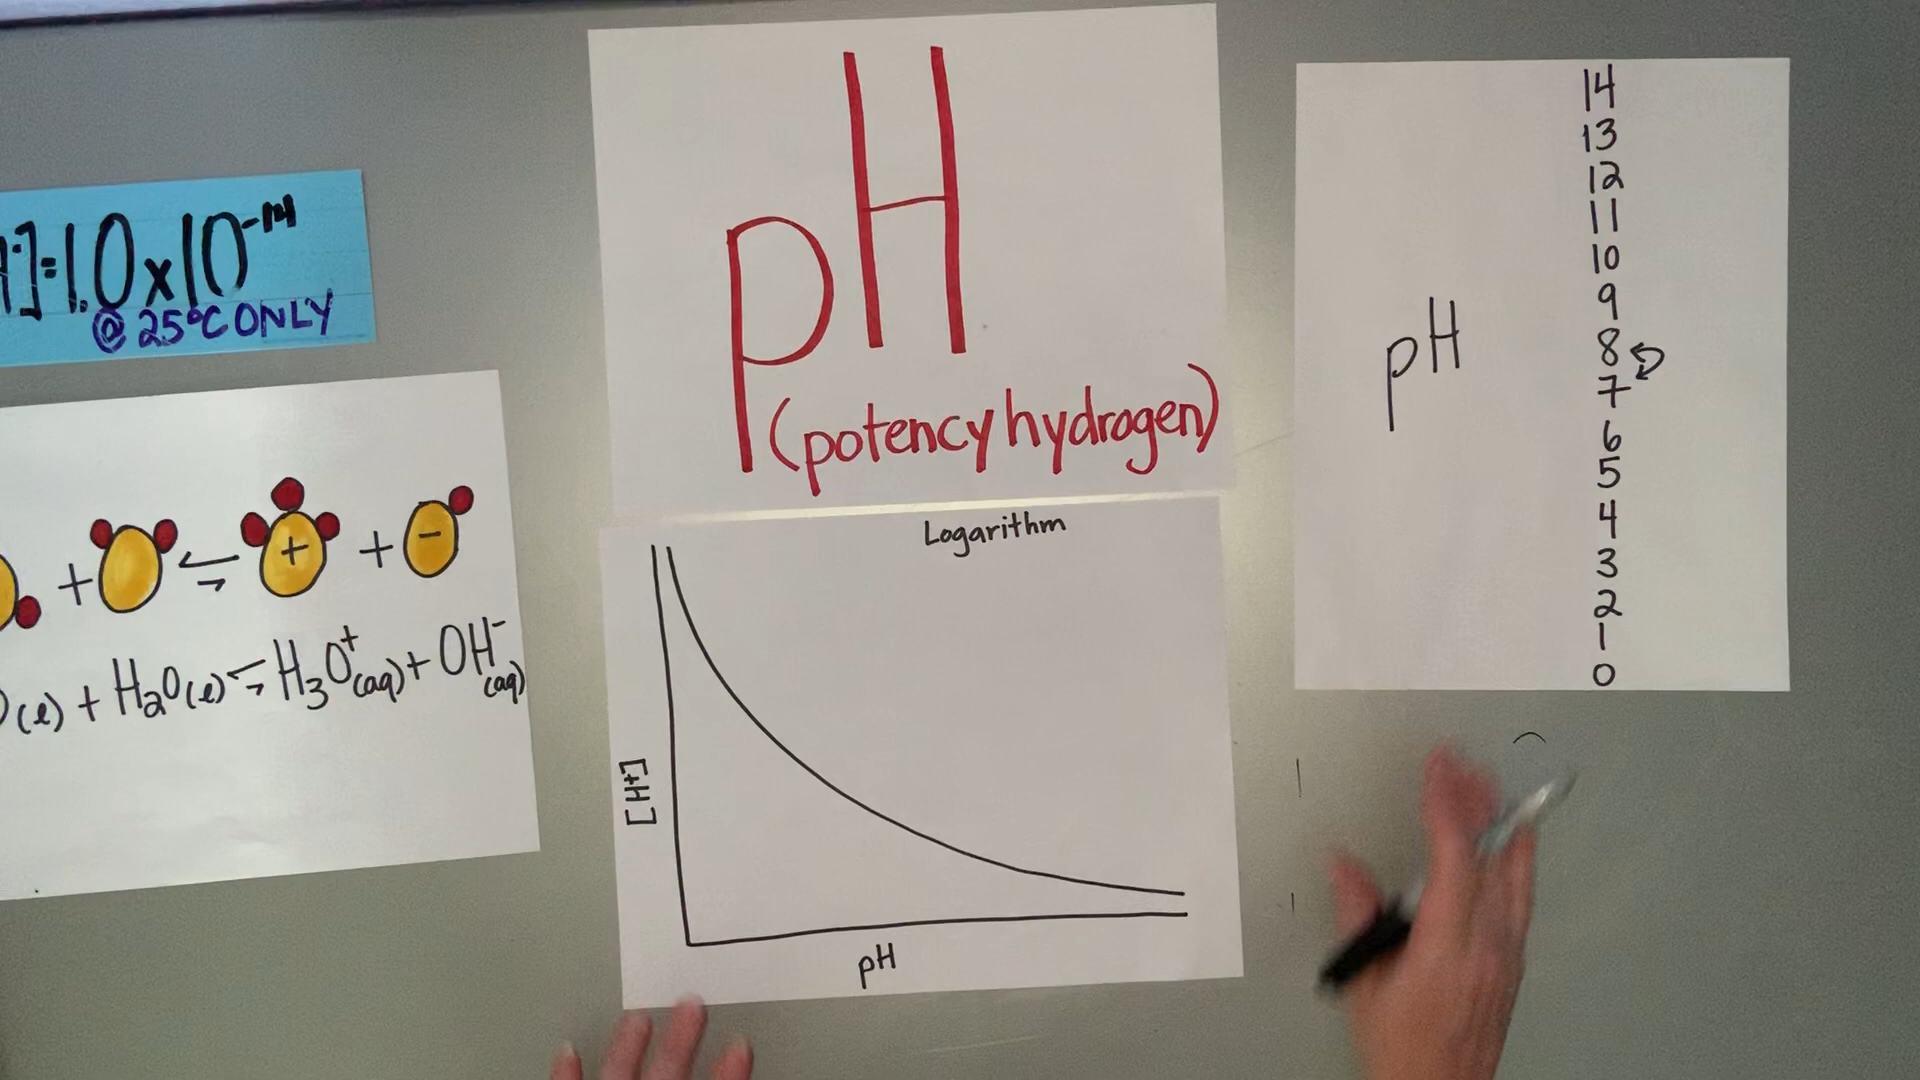 ]=1.0x10⁻¹⁴
@ 25°C ONLY
+ + -
(l) + H₂O(l) ⇌ H₃O⁺(aq) + OH⁻(aq)
pH
(potency hydrogen)
Logarithm
[H+]
pH
pH
14
13
12
11
10
9
8
7
6
5
4
3
2
1
0